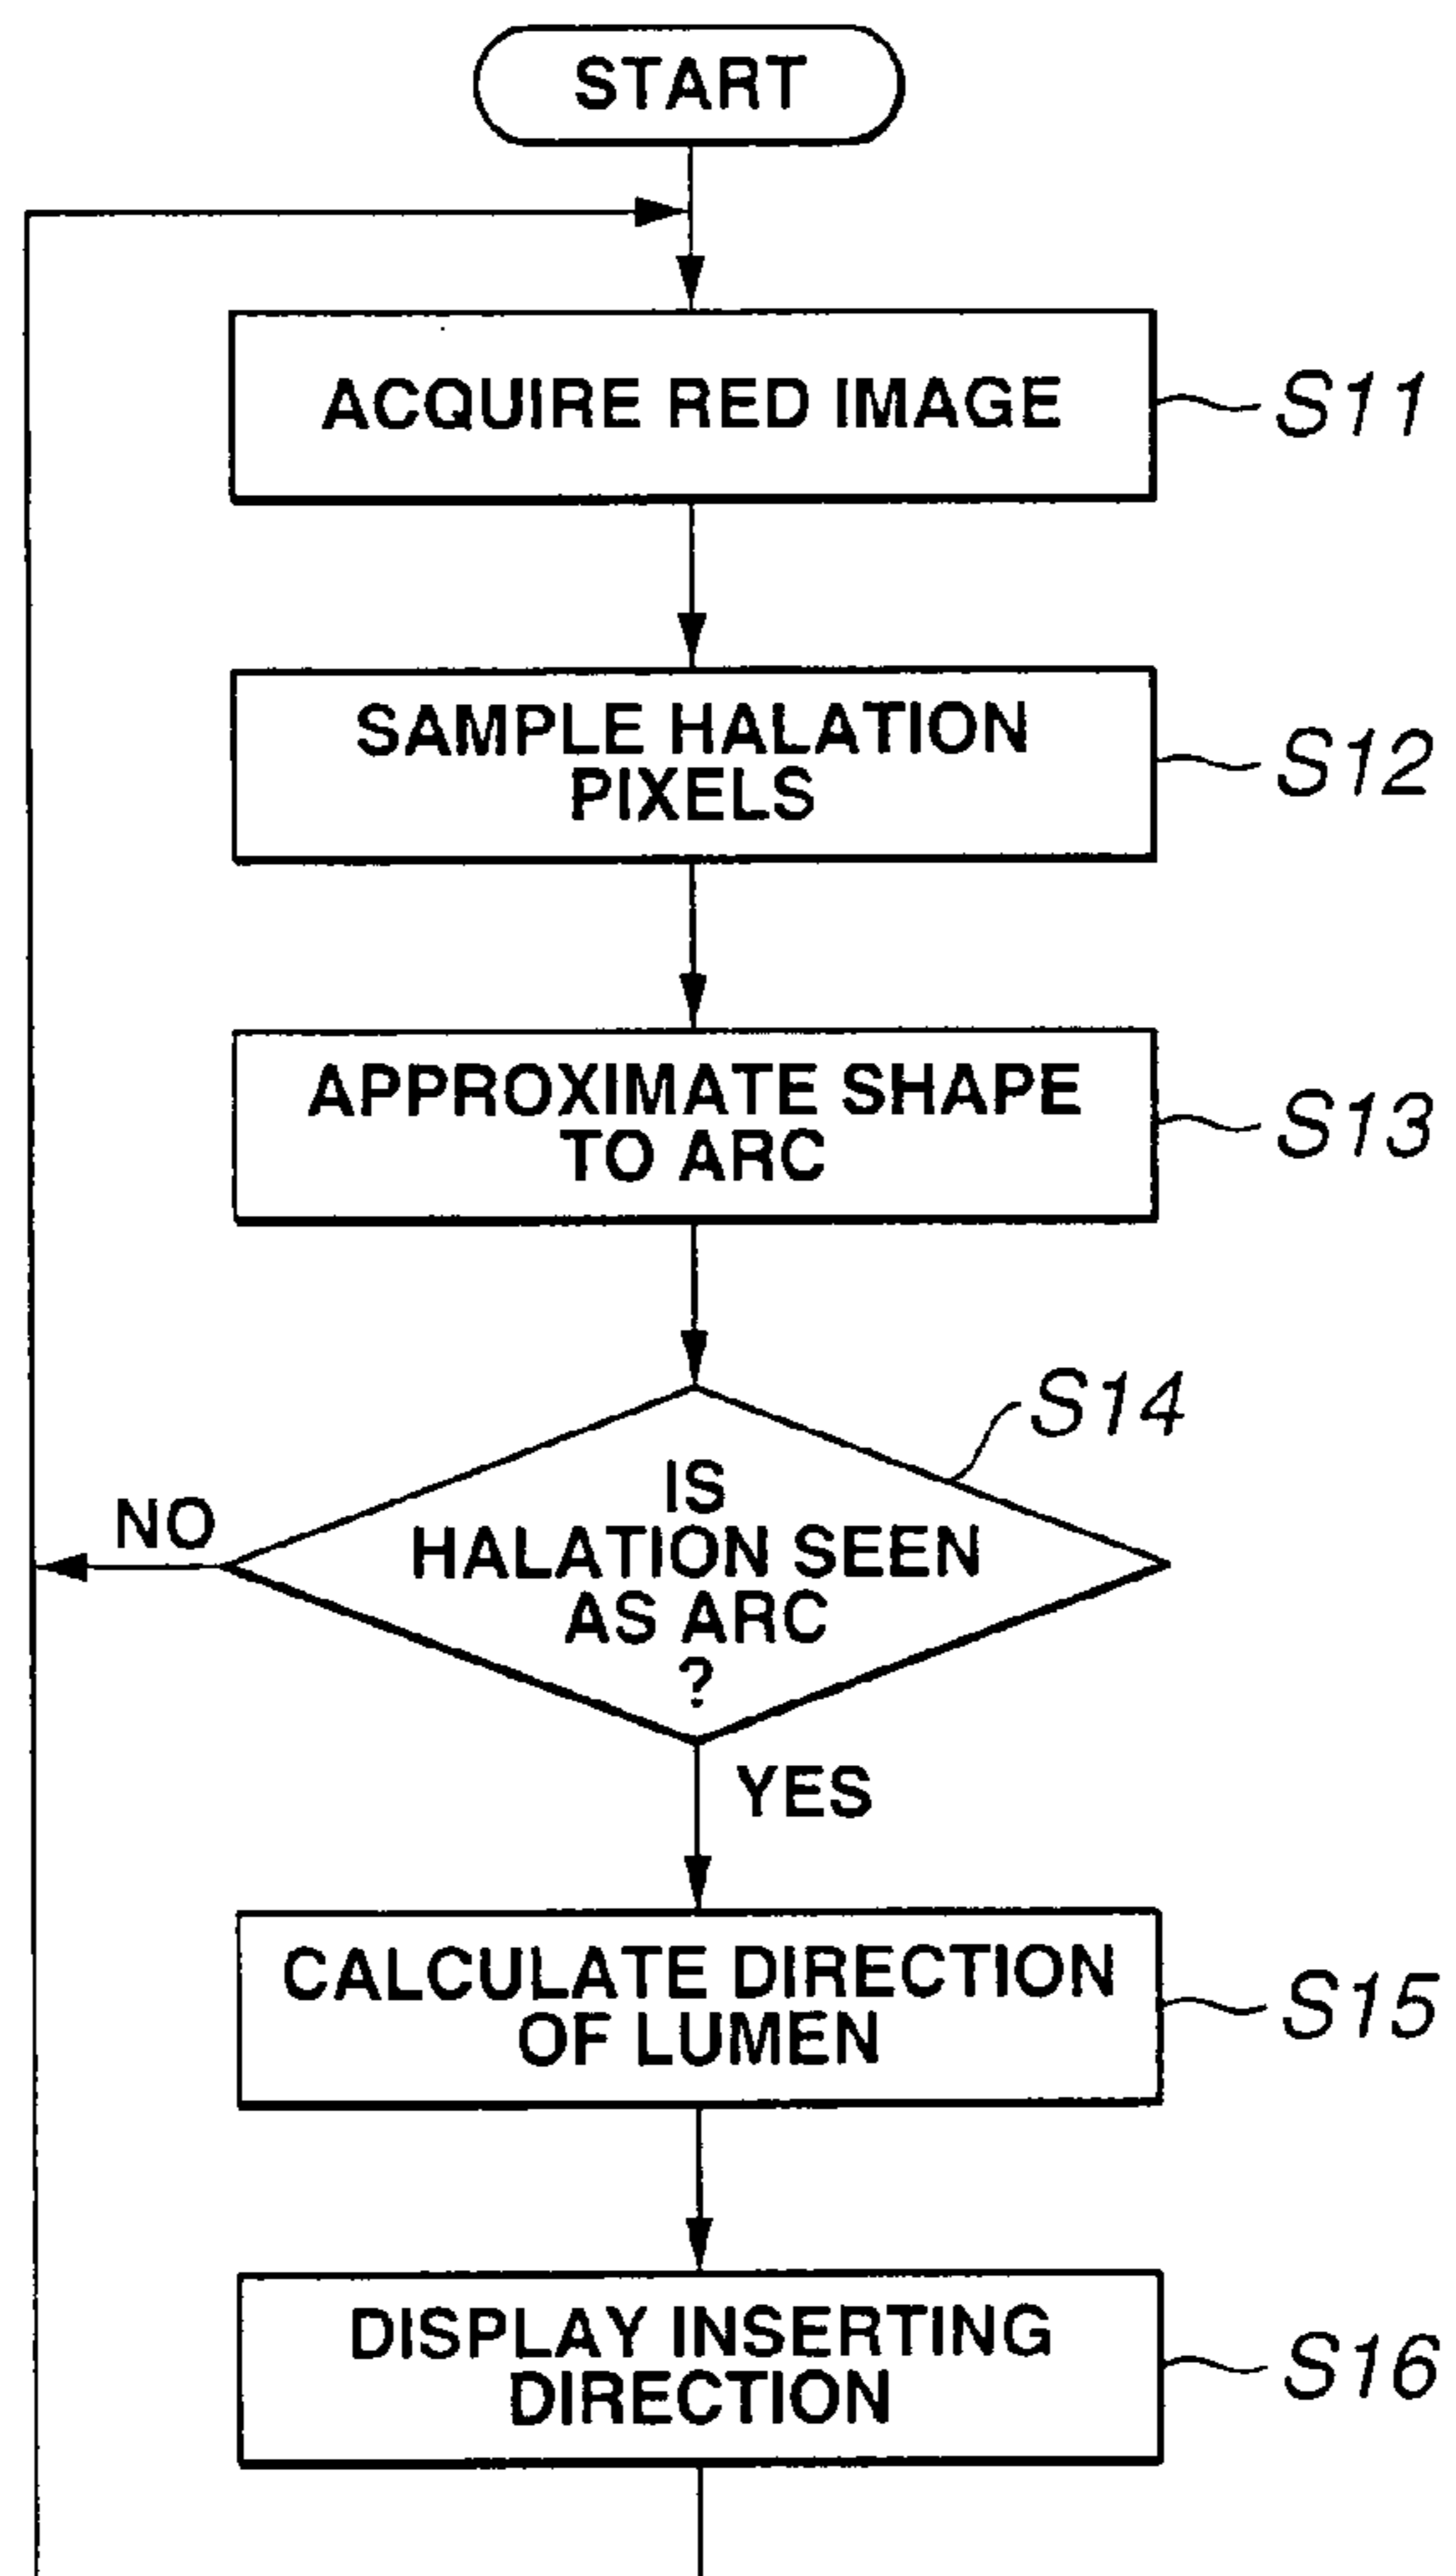 START
ACQUIRE RED IMAGE
S11
SAMPLE HALATION
PIXELS
S12
APPROXIMATE SHAPE
TO ARC
S13
S14
IS
HALATION SEEN
AS ARC
?
NO
YES
CALCULATE DIRECTION
OF LUMEN
S15
DISPLAY INSERTING
DIRECTION
S16